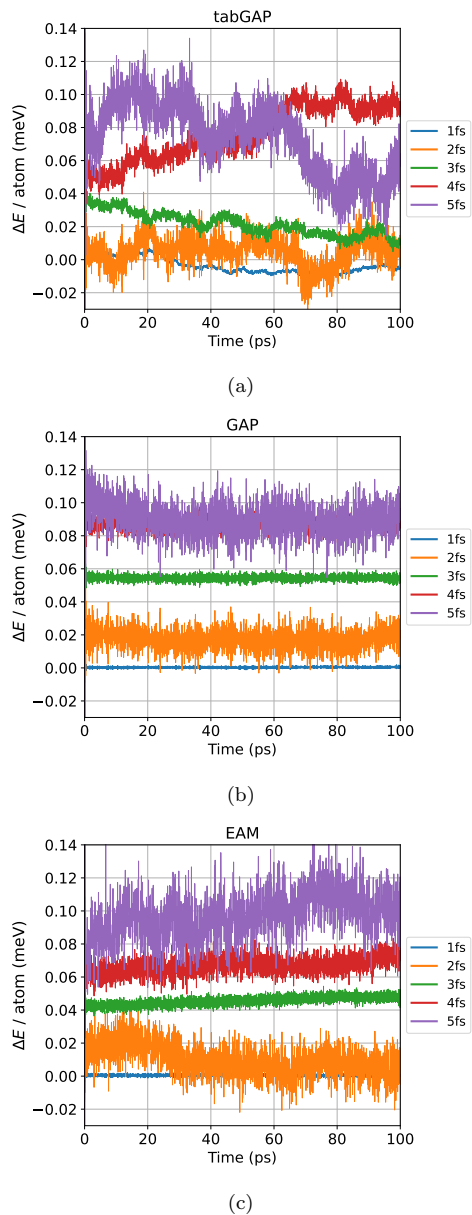 tabGAP
0.14
0.12
0.10
0.08
0.06
0.04
0.02
0.00
−0.02
ΔE / atom (meV)
0 20 40 60 80 100
Time (ps)
1fs
2fs
3fs
4fs
5fs
(a)
GAP
0.14
0.12
0.10
0.08
0.06
0.04
0.02
0.00
−0.02
ΔE / atom (meV)
0 20 40 60 80 100
Time (ps)
1fs
2fs
3fs
4fs
5fs
(b)
EAM
0.14
0.12
0.10
0.08
0.06
0.04
0.02
0.00
−0.02
ΔE / atom (meV)
0 20 40 60 80 100
Time (ps)
1fs
2fs
3fs
4fs
5fs
(c)